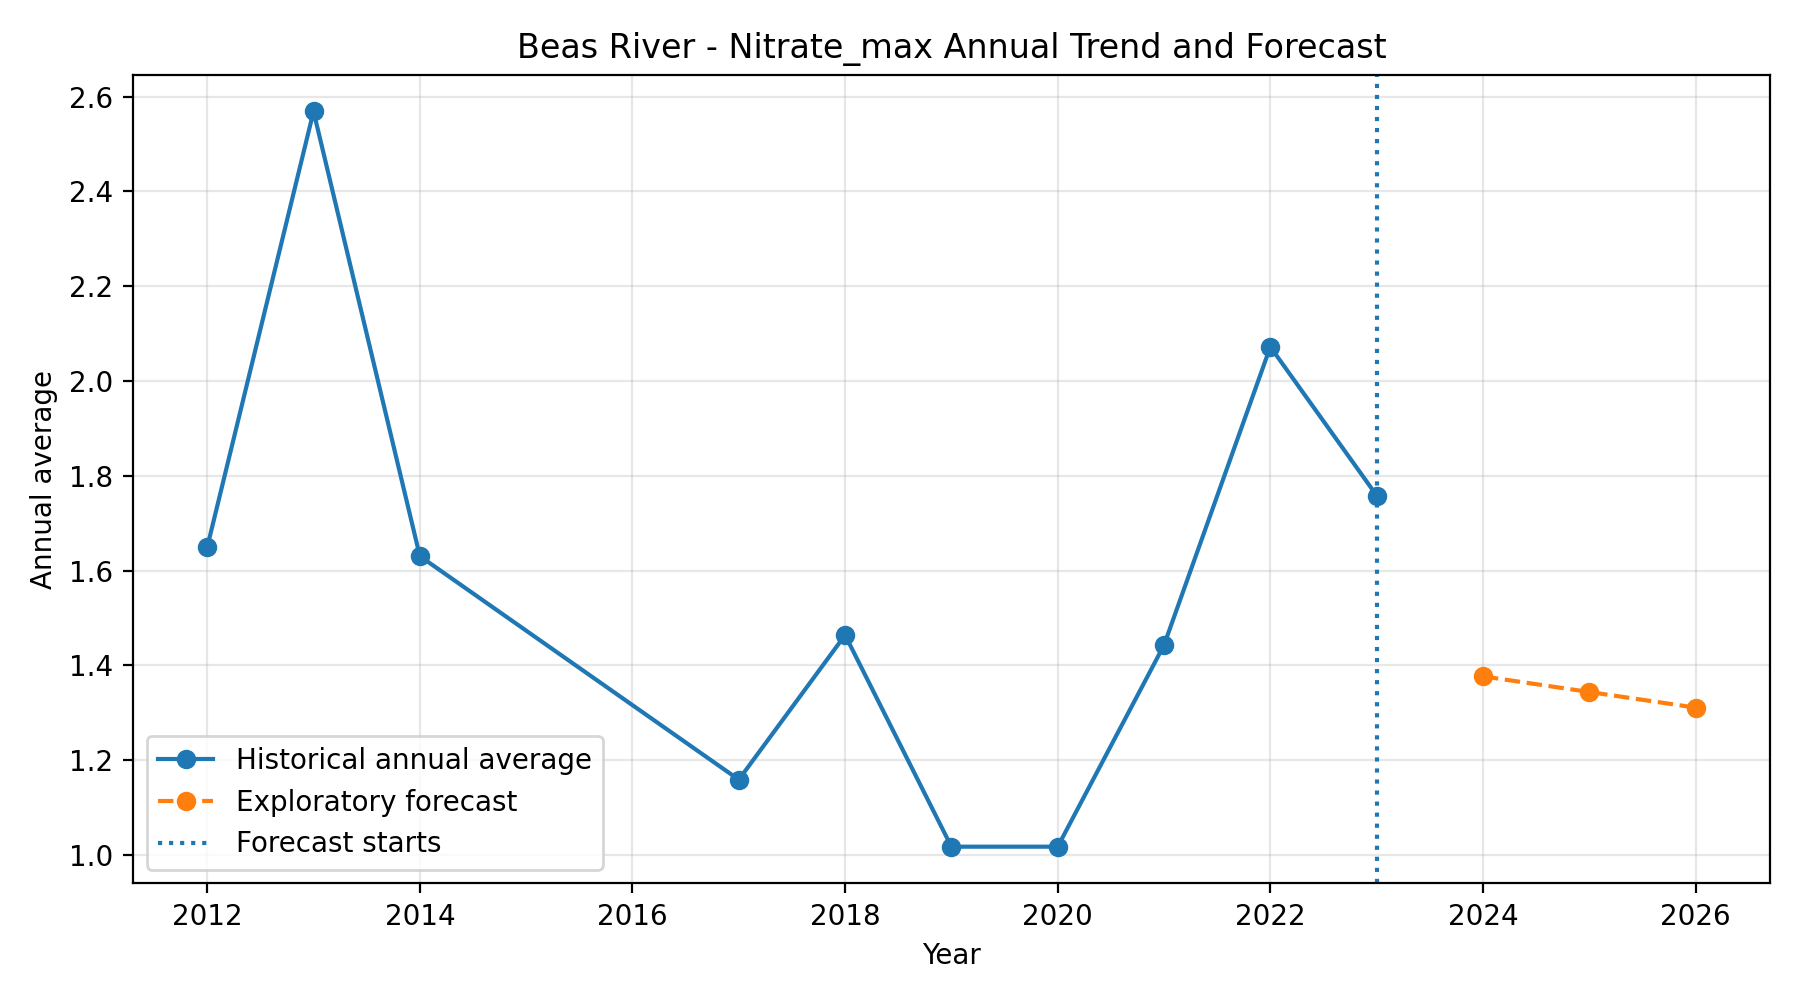 Beas River - Nitrate_max Annual Trend and Forecast
2.6
2.4
2.2
2.0
1.8
1.6
1.4
1.2
1.0
Annual average
Historical annual average
Exploratory forecast
Forecast starts
2012 2014 2016 2018 2020 2022 2024 2026
Year